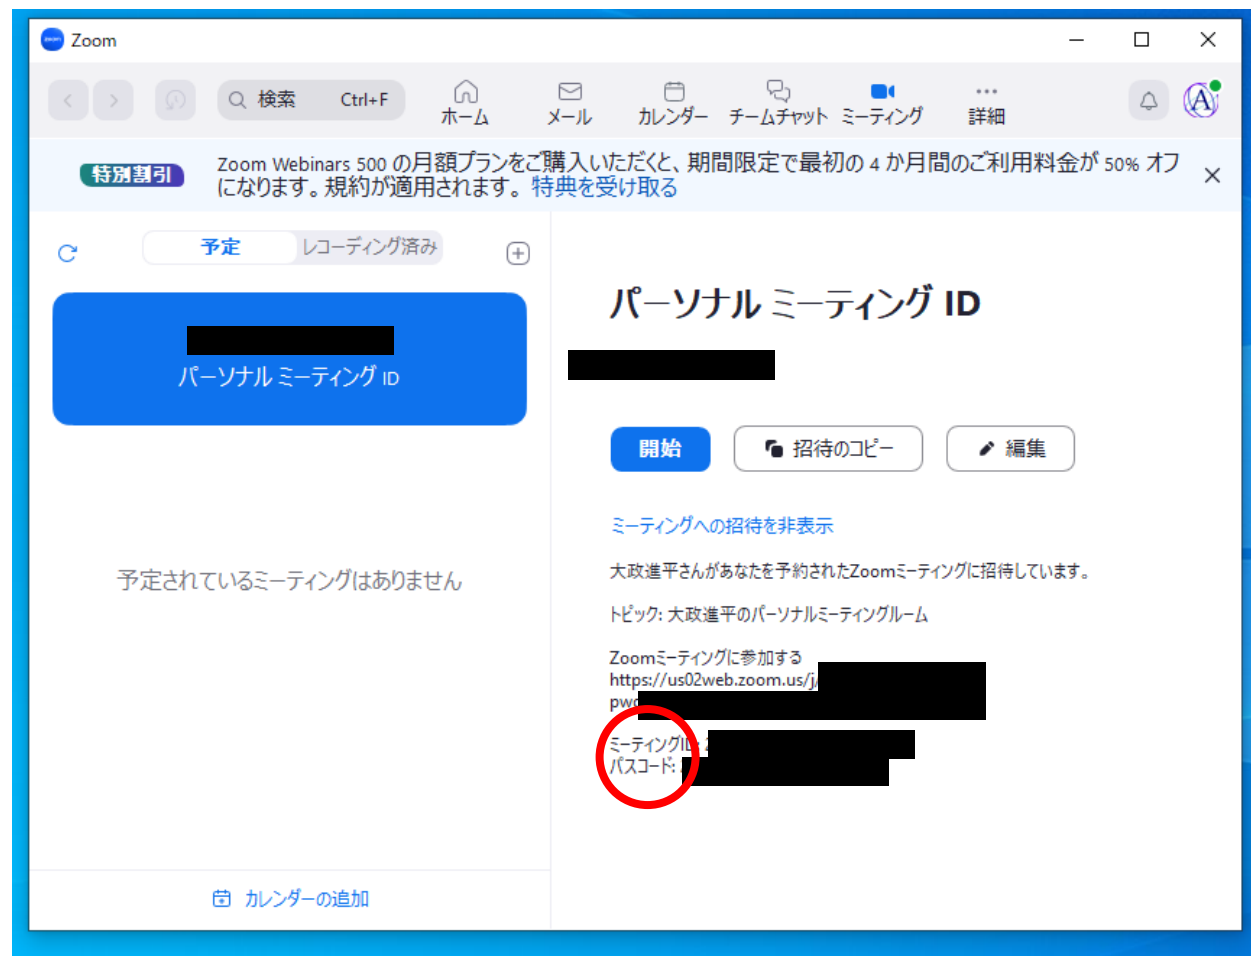 Zoom
検索 Ctrl+F
ホーム
メール
カレンダー
チームチャット
ミーティング
詳細
特別割引
Zoom Webinars 500 の月額プランをご購入いただくと、期間限定で最初の 4 か月間のご利用料金が 50% オフ
になります。規約が適用されます。特典を受け取る
予定
レコーディング済み
パーソナル ミーティング ID
予定されているミーティングはありません
カレンダーの追加
パーソナル ミーティング ID
開始
招待のコピー
編集
ミーティングへの招待を非表示
大政進平さんがあなたを予約されたZoomミーティングに招待しています。
トピック: 大政進平のパーソナルミーティングルーム
Zoomミーティングに参加する
https://us02web.zoom.us/j/
pwd
ミーティングID:
パスコード: